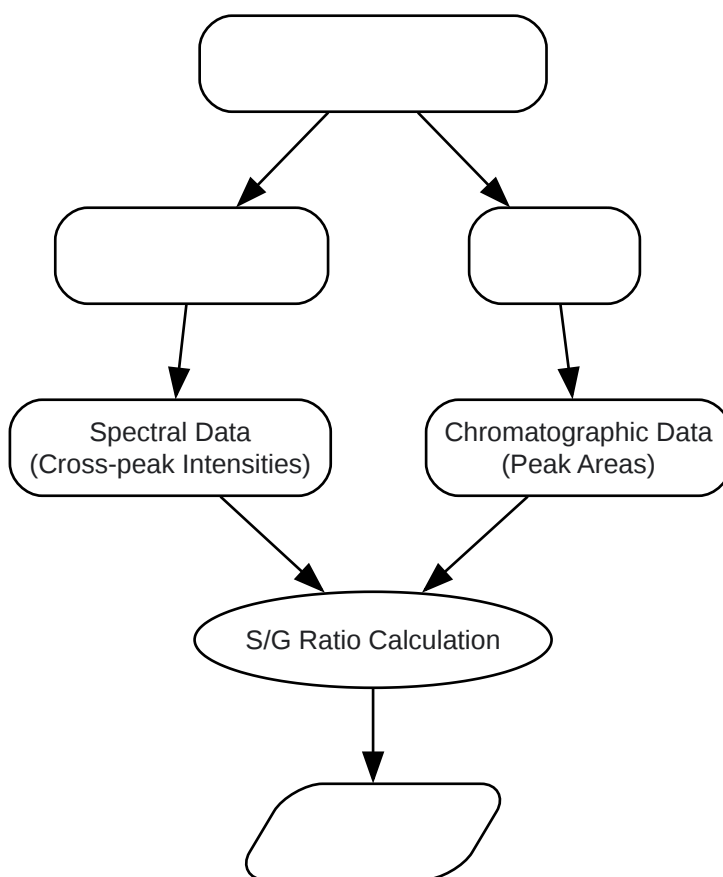 Spectral Data
(Cross-peak Intensities)
Chromatographic Data
(Peak Areas)
S/G Ratio Calculation